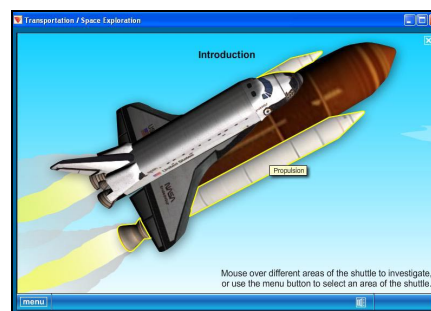 Transportation / Space Exploration
Introduction
Propulsion
NASA
Mouse over different areas of the shuttle to investigate,
or use the menu button to select an area of the shuttle.
menu